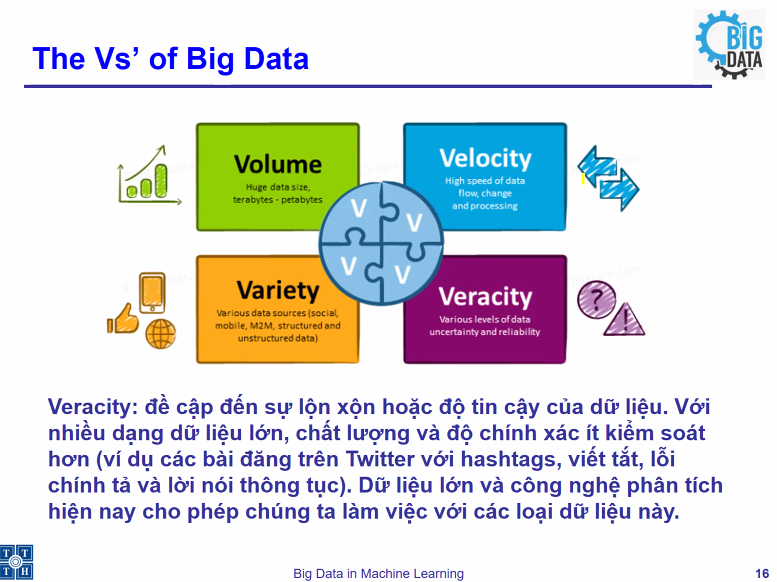 The Vs’ of Big Data
BIG
DATA
Volume
Huge data size,
terabytes - petabytes
Velocity
High speed of data
flow, change
and processing
V
V
V
V
Variety
Various data sources (social,
mobile, M2M, structured and
unstructured data)
Veracity
Various levels of data
uncertainty and reliability
?
!
Veracity: đề cập đến sự lộn xộn hoặc độ tin cậy của dữ liệu. Với
nhiều dạng dữ liệu lớn, chất lượng và độ chính xác ít kiểm soát
hơn (ví dụ các bài đăng trên Twitter với hashtags, viết tắt, lỗi
chính tả và lời nói thông tục). Dữ liệu lớn và công nghệ phân tích
hiện nay cho phép chúng ta làm việc với các loại dữ liệu này.
T T
T H
Big Data in Machine Learning
16